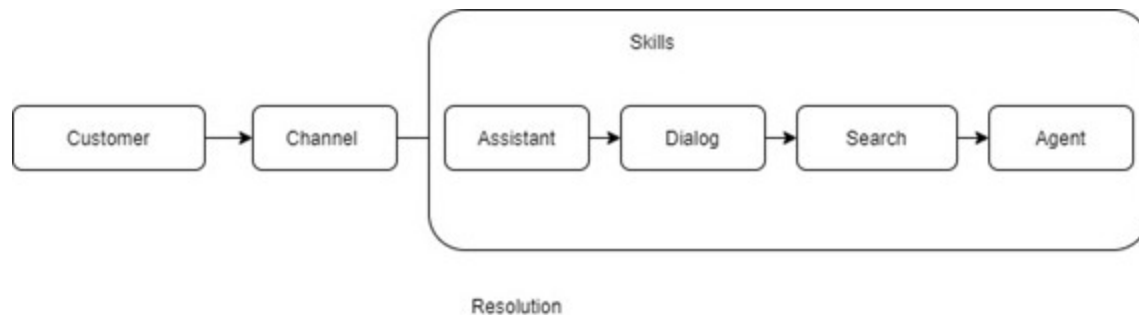 Skills
Customer
Channel
Assistant
Dialog
Search
Agent
Resolution